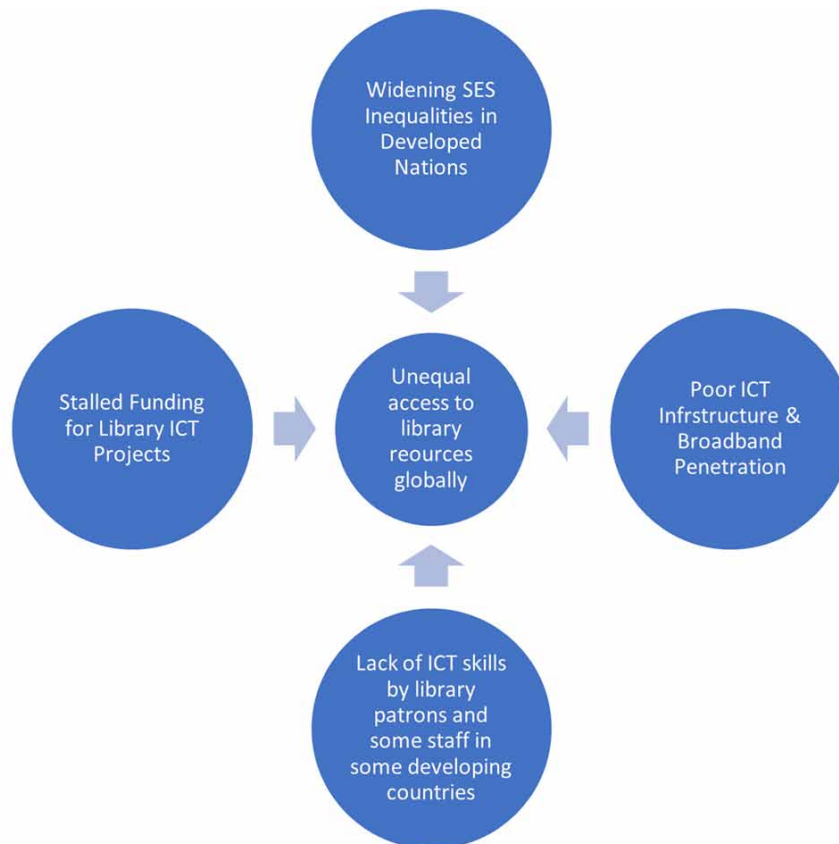 Widening SES
Inequalities in
Developed
Nations
Stalled Funding
for Library ICT
Projects
Unequal
access to
library
reources
globally
Poor ICT
Infrstructure &
Broadband
Penetration
Lack of ICT skills
by library
patrons and
some staff in
some developing
countries